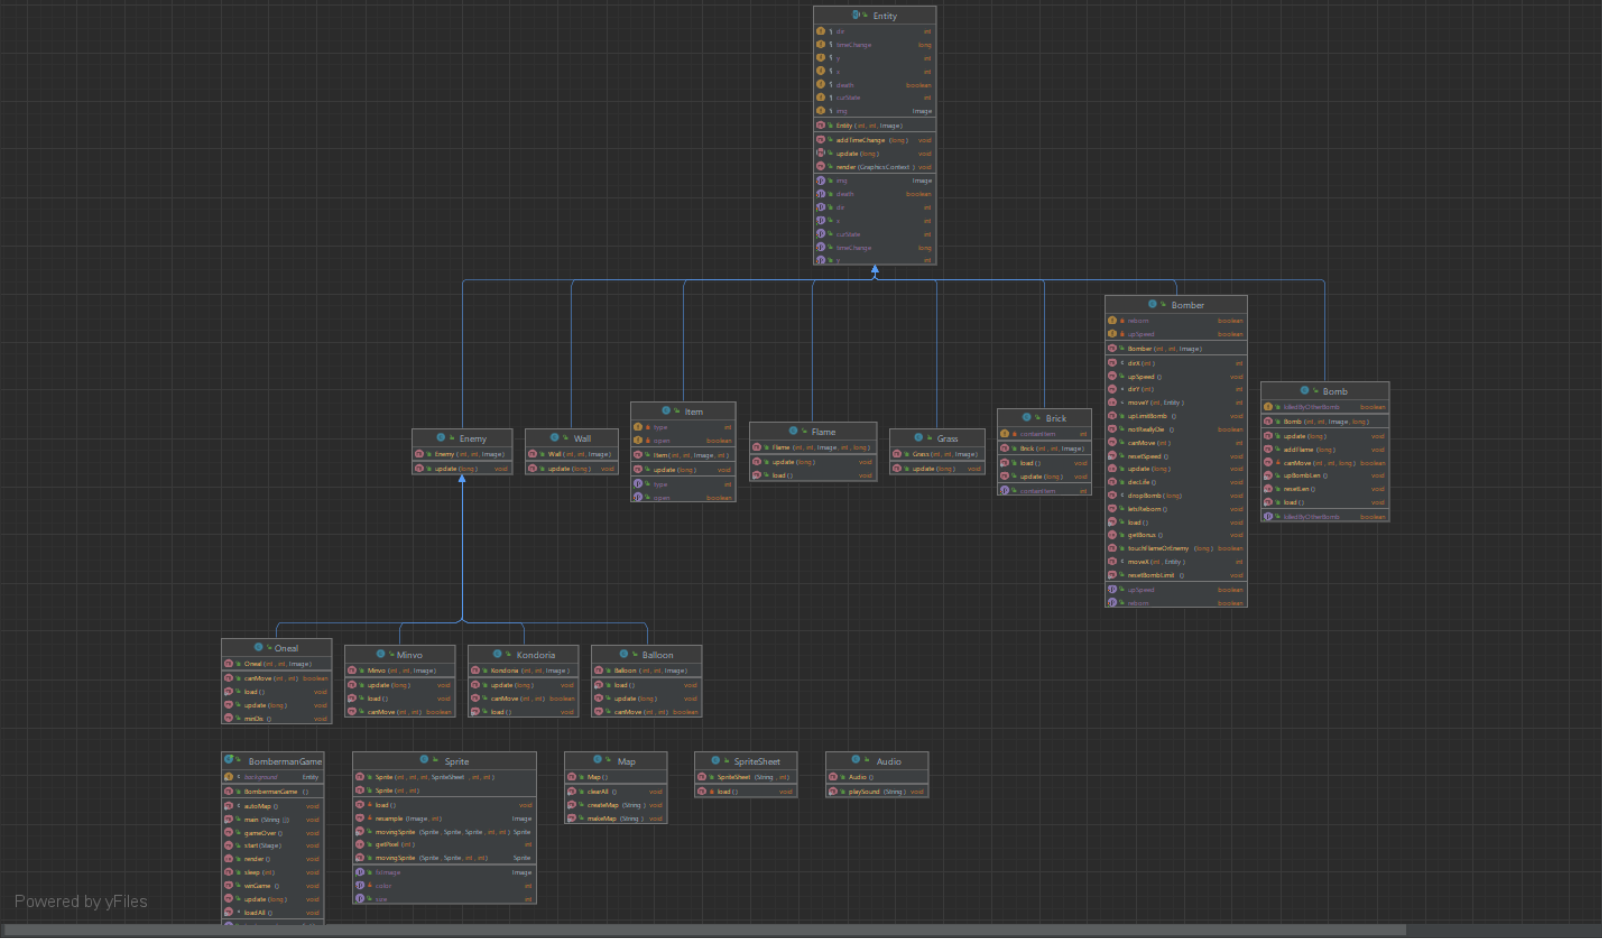 Entity
dir int
timeChange long
y int
x int
death boolean
curState int
img Image
Entity (int, int, Image)
addTimeChange (long) void
update (long) void
render (GraphicsContext ) void
img Image
death boolean
dir int
x int
curState int
timeChange long
y int
Bomber
reborn boolean
upSpeed boolean
Bomber (int, int, Image)
dirX (int) int
upSpeed () void
dirY (int) int
moveY (int, Entity ) int
upLimitBomb () void
notReallyDie () boolean
canMove (int) int
resetSpeed () void
update (long) void
decLife () void
dropBomb (long) void
letsReborn () void
load () void
getBonus () void
touchFlameOrEnemy (long) boolean
moveX (int, Entity ) int
resetBombLimit () void
upSpeed boolean
reborn boolean
Bomb
killedByOtherBomb boolean
Bomb (int, int, Image, long)
update (long) void
addFlame (long) void
canMove (int, int, long) boolean
upBombLen () void
resetLen () void
load () void
killedByOtherBomb boolean
Enemy
Enemy (int, int, Image)
update (long) void
Wall
Wall (int, int, Image)
update (long) void
Item
type int
open boolean
Item (int, int, Image, int)
update (long) void
type int
open boolean
Flame
Flame (int, int, Image, int, long)
update (long) void
load () void
Grass
Grass (int, int, Image)
update (long) void
Brick
containItem int
Brick (int, int, Image)
load () void
update (long) void
containItem int
Oneal
Oneal (int, int, Image)
canMove (int, int) boolean
load () void
update (long) void
minDis () void
Minvo
Minvo (int, int, Image)
update (long) void
load () void
canMove (int, int) boolean
Kondoria
Kondoria (int, int, Image)
update (long) void
canMove (int, int) boolean
load () void
Balloon
Balloon (int, int, Image)
load () void
update (long) void
canMove (int, int) boolean
BombermanGame
background Entity
BombermanGame ()
autoMap () void
main (String []) void
gameOver () void
start (Stage) void
render () void
sleep (int) void
winGame () void
update (long) void
loadAll () void
Sprite
Sprite (int, int, int, SpriteSheet , int, int)
Sprite (int, int)
load () void
resample (Image, int) Image
movingSprite (Sprite, Sprite, Sprite, int, int) Sprite
getPixel (int) int
movingSprite (Sprite, Sprite, int, int) Sprite
fxImage Image
color int
size int
Map
Map ()
clearAll () void
createMap (String ) void
makeMap (String ) void
SpriteSheet
SpriteSheet (String , int)
load () void
Audio
Audio ()
playSound (String ) void
Powered by yFiles